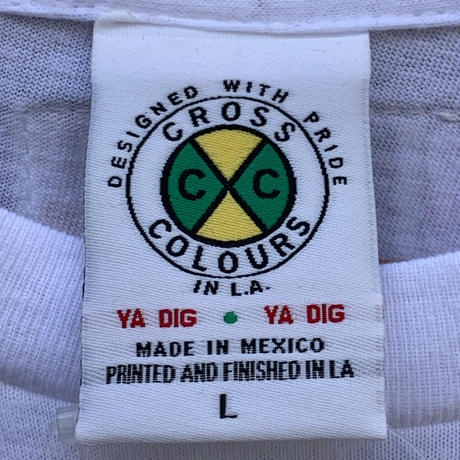 DESIGNED WITH PRIDE
CROSS
C C
COLOURS
IN L.A.
YA DIG • YA DIG
MADE IN MEXICO
PRINTED AND FINISHED IN LA
L